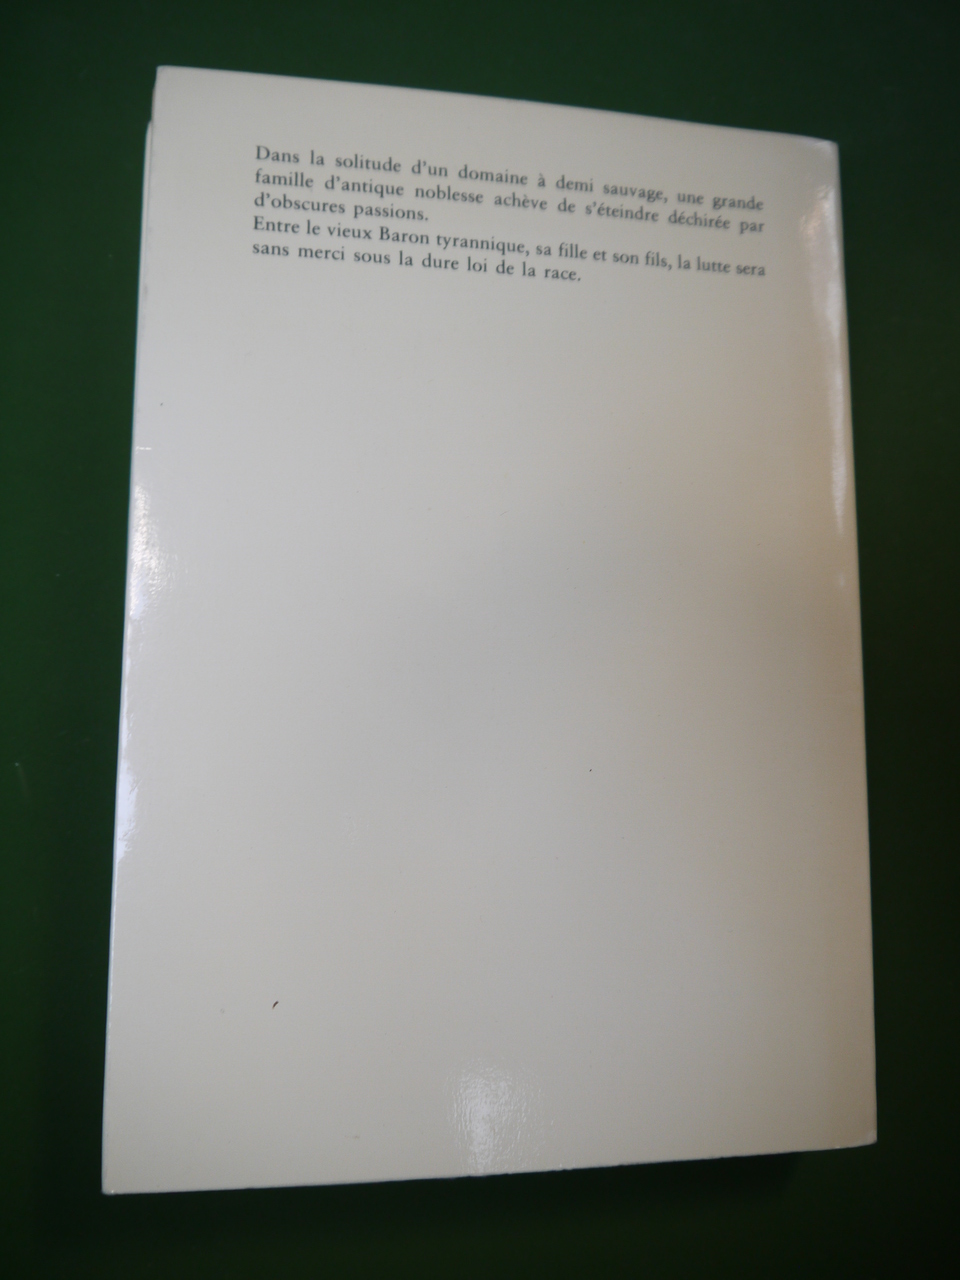 Dans la solitude d'un domaine à demi sauvage, une grande
famille d'antique noblesse achève de s'éteindre déchirée par
d'obscures passions.
Entre le vieux Baron tyrannique, sa fille et son fils, la lutte sera
sans merci sous la dure loi de la race.